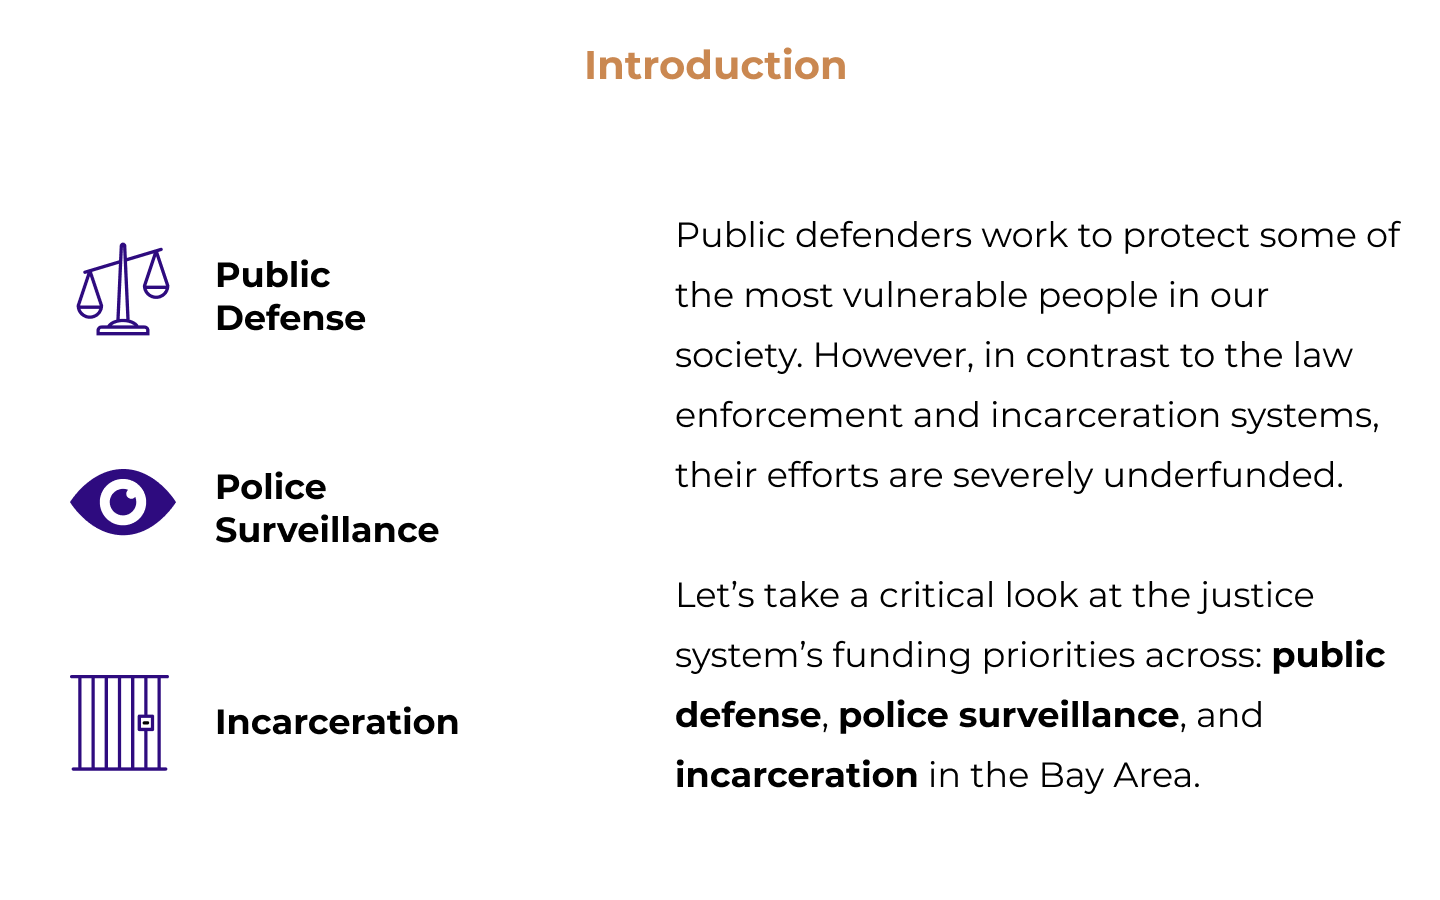 Introduction
Public
Defense
Police
Surveillance
Incarceration
Public defenders work to protect some of
the most vulnerable people in our
society. However, in contrast to the law
enforcement and incarceration systems,
their efforts are severely underfunded.
Let’s take a critical look at the justice
system’s funding priorities across: public
defense, police surveillance, and
incarceration in the Bay Area.